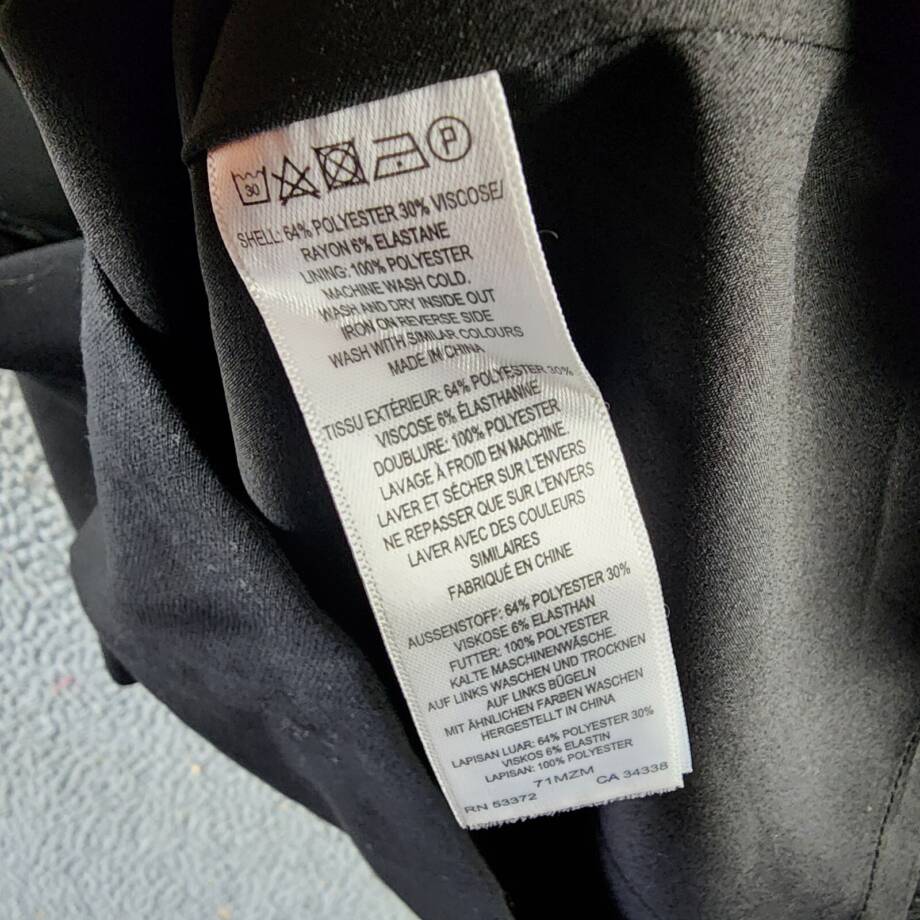 30 P
SHELL: 64% POLYESTER 30% VISCOSE/
RAYON 6% ELASTANE
LINING: 100% POLYESTER
MACHINE WASH COLD.
WASH AND DRY INSIDE OUT
IRON ON REVERSE SIDE
WASH WITH SIMILAR COLOURS
MADE IN CHINA
TISSU EXTÉRIEUR: 64% POLYESTER 30%
VISCOSE 6% ÉLASTHANNE
DOUBLURE: 100% POLYESTER
LAVAGE À FROID EN MACHINE
LAVER ET SÉCHER SUR L'ENVERS
NE REPASSER QUE SUR L'ENVERS
LAVER AVEC DES COULEURS
SIMILAIRES
FABRIQUÉ EN CHINE
AUSSENSTOFF: 64% POLYESTER 30%
VISKOSE 6% ELASTHAN
FUTTER: 100% POLYESTER
KALTE MASCHINENWÄSCHE.
AUF LINKS WASCHEN UND TROCKNEN
AUF LINKS BÜGELN
MIT ÄHNLICHEN FARBEN WASCHEN
HERGESTELLT IN CHINA
LAPISAN LUAR: 64% POLYESTER 30%
VISKOS 6% ELASTIN
LAPISAN: 100% POLYESTER
71MZM
RN 53372 CA 34338